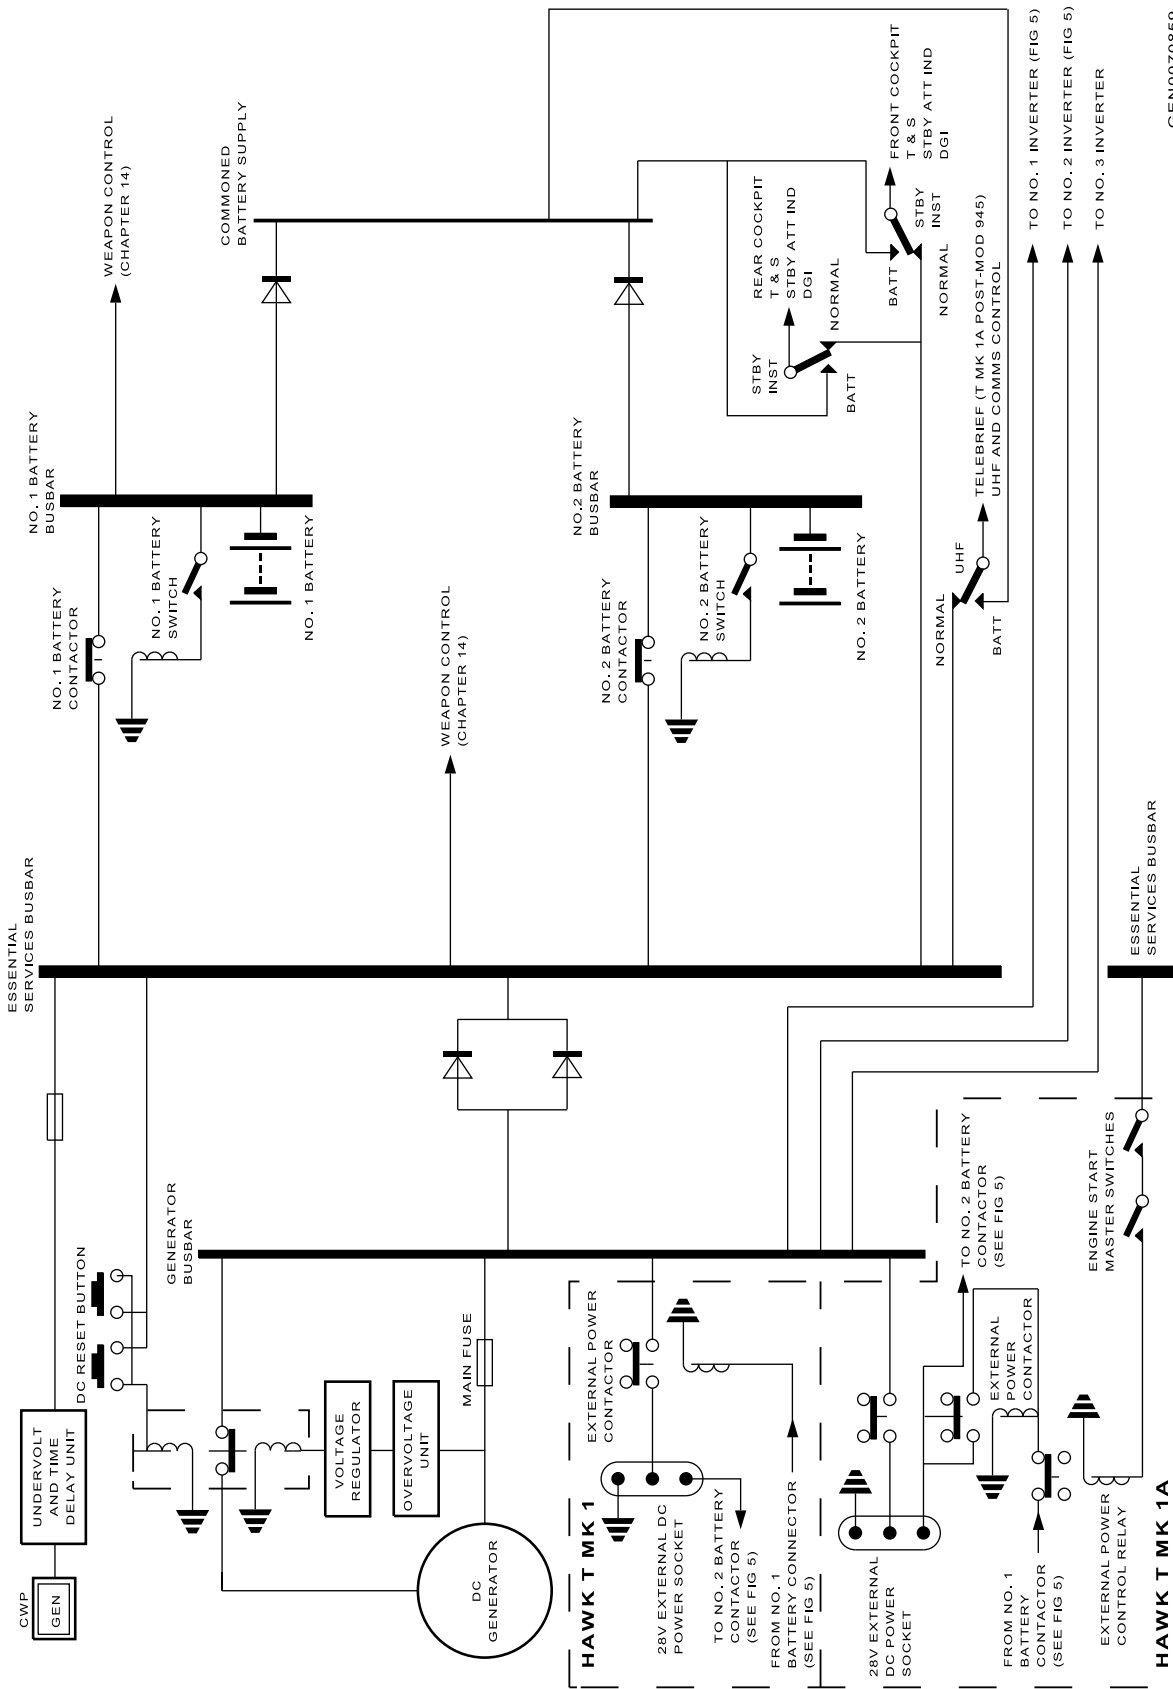 CWP
GEN
UNDERVOLT
AND TIME
DELAY UNIT
DC RESET BUTTON
ESSENTIAL
SERVICES BUSBAR
NO. 1 BATTERY
CONTACTOR
NO. 1 BATTERY
BUSBAR
WEAPON CONTROL
(CHAPTER 14)
NO. 1 BATTERY
SWITCH
NO. 1 BATTERY
COMMONED
BATTERY SUPPLY
GENERATOR
BUSBAR
VOLTAGE
REGULATOR
OVERVOLTAGE
UNIT
MAIN FUSE
DC
GENERATOR
WEAPON CONTROL
(CHAPTER 14)
NO.2 BATTERY
BUSBAR
NO. 2 BATTERY
CONTACTOR
NO. 2 BATTERY
SWITCH
NO. 2 BATTERY
HAWK T MK 1
EXTERNAL POWER
CONTACTOR
28V EXTERNAL DC
POWER SOCKET
TO NO. 2 BATTERY
CONTACTOR
(SEE FIG 5)
FROM NO. 1
BATTERY CONNECTOR
(SEE FIG 5)
REAR COCKPIT
T & S
STBY ATT IND
DGI
STBY
INST
NORMAL
BATT
FRONT COCKPIT
T & S
STBY ATT IND
DGI
BATT
STBY
INST
NORMAL
NORMAL
UHF
BATT
TELEBRIEF (T MK 1A POST-MOD 945)
UHF AND COMMS CONTROL
28V EXTERNAL
DC POWER
SOCKET
TO NO. 2 BATTERY
CONTACTOR
(SEE FIG 5)
EXTERNAL
POWER
CONTACTOR
FROM NO. 1
BATTERY
CONTACTOR
(SEE FIG 5)
EXTERNAL POWER
CONTROL RELAY
ENGINE START
MASTER SWITCHES
TO NO. 1 INVERTER (FIG 5)
TO NO. 2 INVERTER (FIG 5)
TO NO. 3 INVERTER
ESSENTIAL
SERVICES BUSBAR
HAWK T MK 1A
GEN0070859